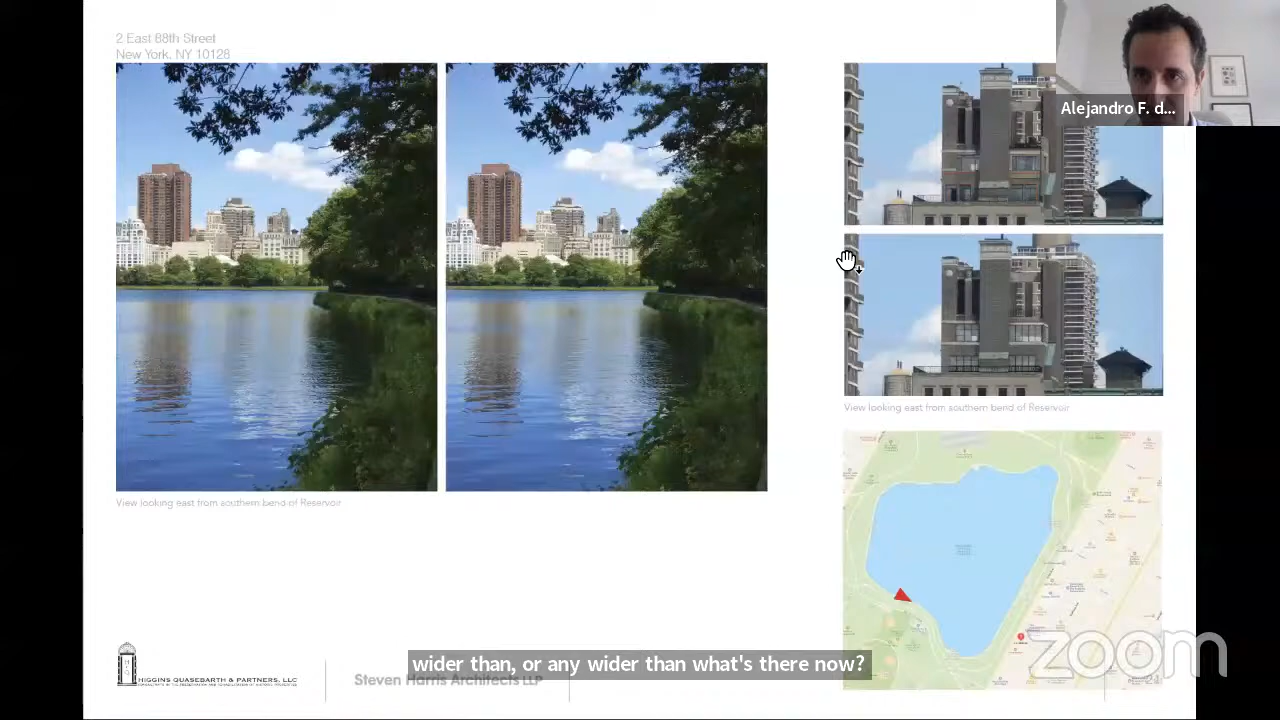 2 East 88th Street
New York, NY 10128
Alejandro F. d...
View looking east from southern bend of Reservoir
View looking east from southern bend of Reservoir
HIGGINS QUASEBARTH & PARTNERS, LLC
Steven Harris Architects LLP
wider than, or any wider than what's there now?
zoom